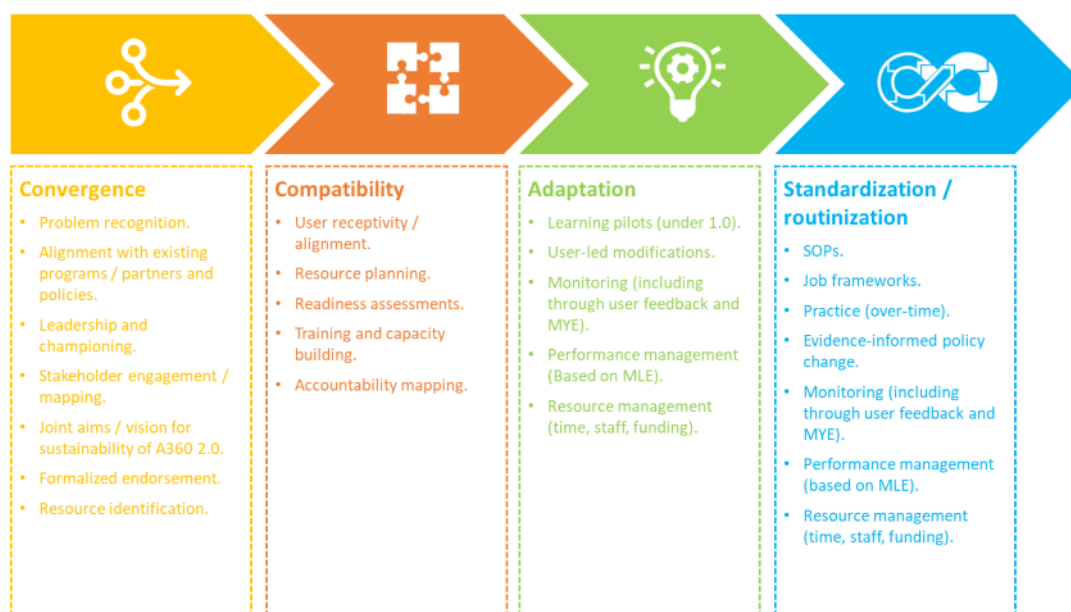 Convergence
• Problem recognition.
• Alignment with existing
programs / partners and
policies.
• Leadership and
championing.
• Stakeholder engagement /
mapping.
• Joint aims / vision for
sustainability of A360 2.0.
• Formalized endorsement.
• Resource identification.
Compatibility
• User receptivity /
alignment.
• Resource planning.
• Readiness assessments.
• Training and capacity
building.
• Accountability mapping.
Adaptation
• Learning pilots (under 1.0).
• User-led modifications.
• Monitoring (including
through user feedback and
MYE).
• Performance management
(Based on MLE).
• Resource management
(time, staff, funding).
Standardization /
routinization
• SOPs.
• Job frameworks.
• Practice (over-time).
• Evidence-informed policy
change.
• Monitoring (including
through user feedback and
MYE).
• Performance management
(based on MLE).
• Resource management
(time, staff, funding).